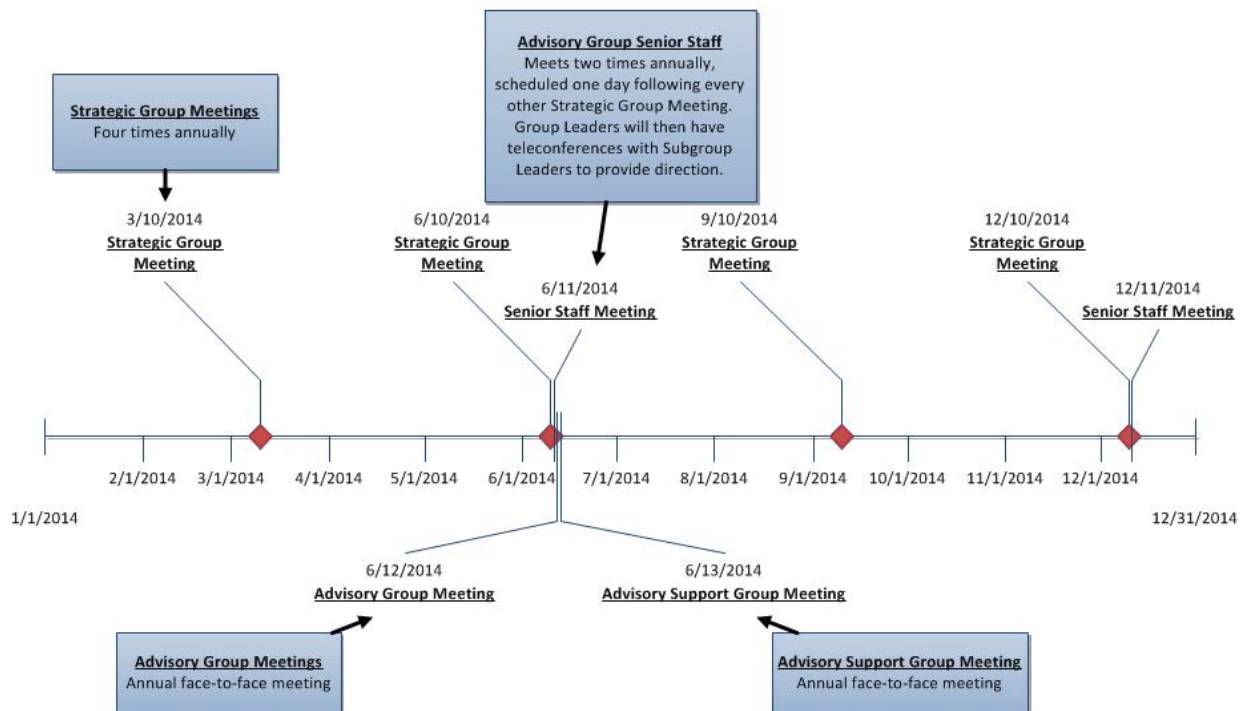 Advisory Group Senior Staff
Meets two times annually,
scheduled one day following every
other Strategic Group Meeting.
Group Leaders will then have
teleconferences with Subgroup
Leaders to provide direction.
Strategic Group Meetings
Four times annually
3/10/2014
Strategic Group
Meeting
6/10/2014
Strategic Group
Meeting
6/11/2014
Senior Staff Meeting
9/10/2014
Strategic Group
Meeting
12/10/2014
Strategic Group
Meeting
12/11/2014
Senior Staff Meeting
2/1/2014
3/1/2014
4/1/2014
5/1/2014
6/1/2014
7/1/2014
8/1/2014
9/1/2014
10/1/2014
11/1/2014
12/1/2014
1/1/2014
12/31/2014
6/12/2014
Advisory Group Meeting
6/13/2014
Advisory Support Group Meeting
Advisory Group Meetings
Annual face-to-face meeting
Advisory Support Group Meeting
Annual face-to-face meeting